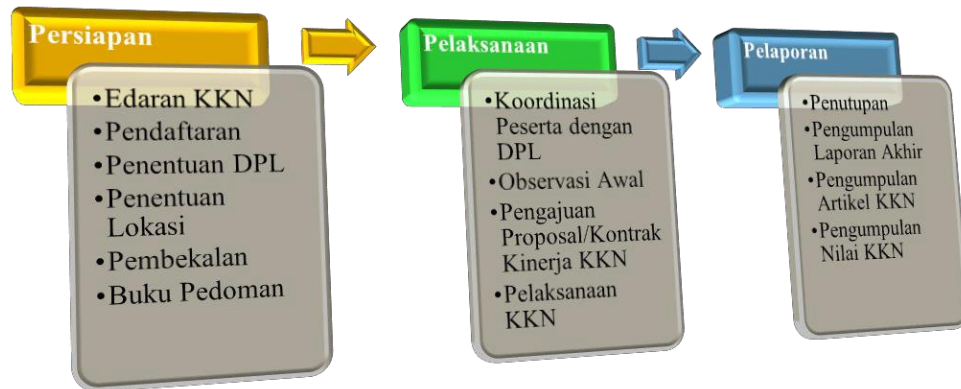 Persiapan
•Edaran KKN
•Pendaftaran
•Penentuan DPL
•Penentuan
Lokasi
•Pembekalan
•Buku Pedoman
Pelaksanaan
•Koordinasi
Peserta dengan
DPL
•Observasi Awal
•Pengajuan
Proposal/Kontrak
Kinerja KKN
•Pelaksanaan
KKN
Pelaporan
•Penutupan
•Pengumpulan
Laporan Akhir
•Pengumpulan
Artikel KKN
•Pengumpulan
Nilai KKN